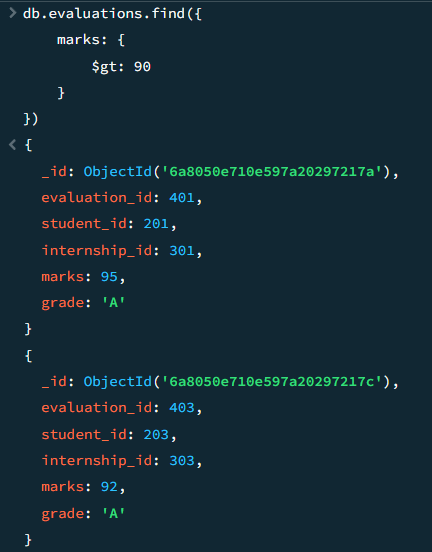 > db.evaluations.find({
    marks: {
        $gt: 90
    }
})
< {
  _id: ObjectId('6a8050e710e597a20297217a'),
  evaluation_id: 401,
  student_id: 201,
  internship_id: 301,
  marks: 95,
  grade: 'A'
}
{
  _id: ObjectId('6a8050e710e597a20297217c'),
  evaluation_id: 403,
  student_id: 203,
  internship_id: 303,
  marks: 92,
  grade: 'A'
}